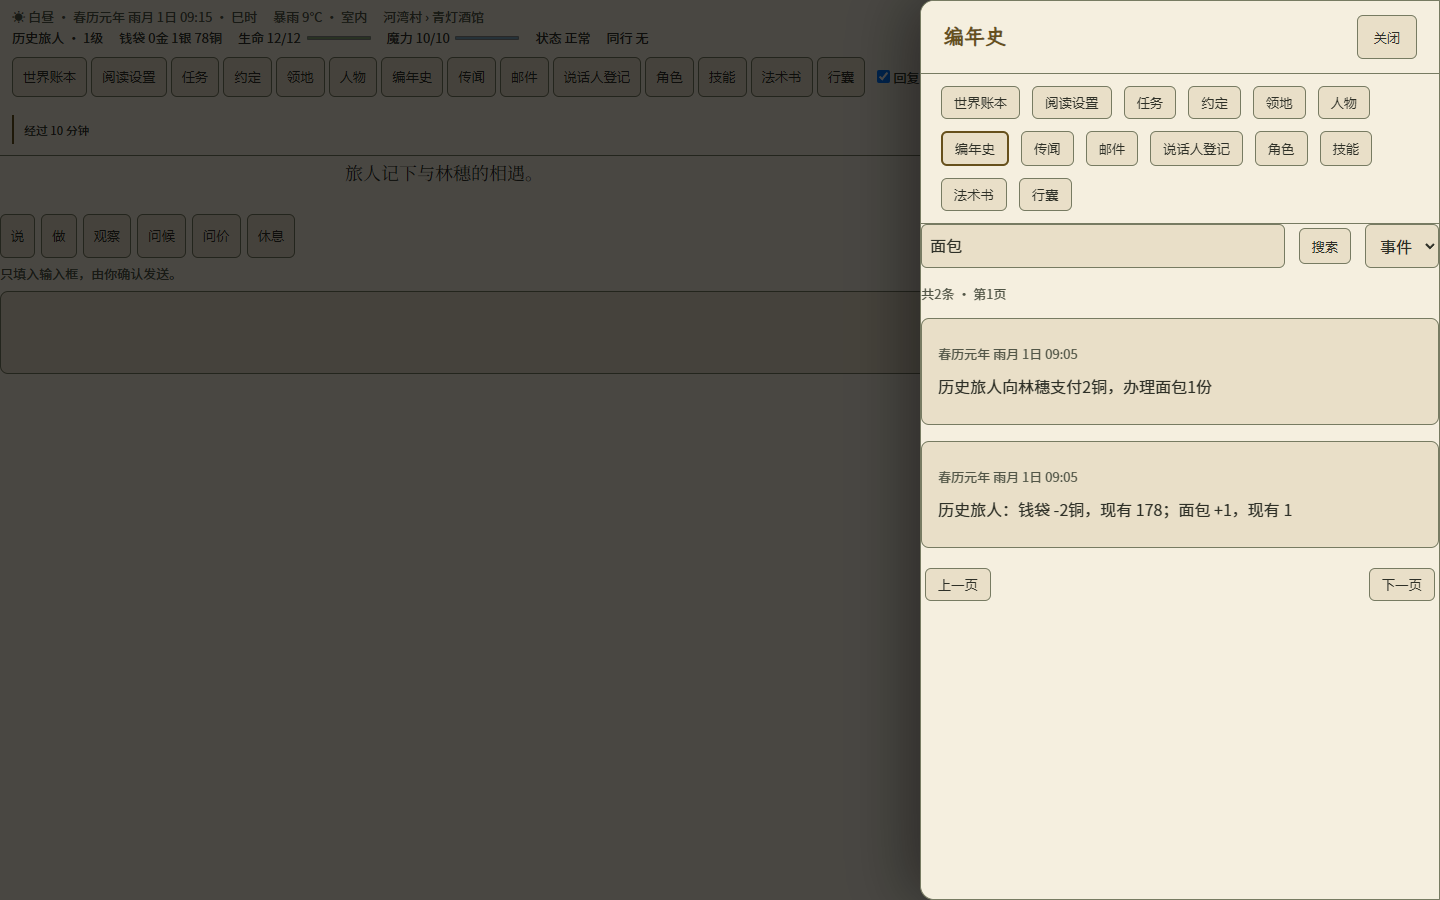 ☀ 白昼 · 春历元年 雨月 1日 09:15 · 巳时 暴雨 9°C · 室内 河湾村 › 青灯酒馆
历史旅人 · 1级 钱袋 0金 1银 78铜 生命 12/12 魔力 10/10 状态 正常 同行 无
世界账本 阅读设置 任务 约定 领地 人物 编年史 传闻 邮件 说话人登记 角色 技能 法术书 行囊 回复
经过 10 分钟
旅人记下与林穗的相遇。
说 做 观察 问候 问价 休息
只填入输入框，由你确认发送。
编年史
关闭
世界账本 阅读设置 任务 约定 领地 人物
编年史 传闻 邮件 说话人登记 角色 技能
法术书 行囊
面包 搜索 事件
共2条 · 第1页
春历元年 雨月 1日 09:05
历史旅人向林穗支付2铜，办理面包1份
春历元年 雨月 1日 09:05
历史旅人：钱袋 -2铜，现有 178；面包 +1，现有 1
上一页 下一页